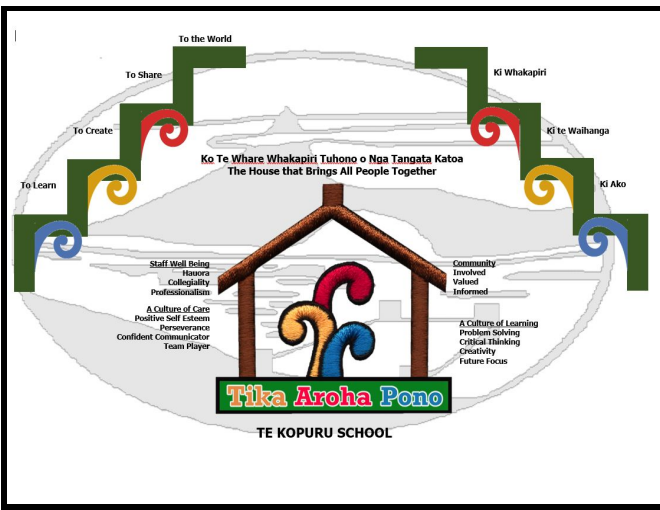 To the World
To Share
To Create
To Learn
Ki Whakapiri
Ki te Waihanga
Ki Ako
Ko Te Whare Whakapiri Tuhono o Nga Tangata Katoa
The House that Brings All People Together
Staff Well Being
Hauora
Collegiality
Professionalism
A Culture of Care
Positive Self Esteem
Perseverance
Confident Communicator
Team Player
Community
Involved
Valued
Informed
A Culture of Learning
Problem Solving
Critical Thinking
Creativity
Future Focus
Tika Aroha Pono
TE KOPURU SCHOOL